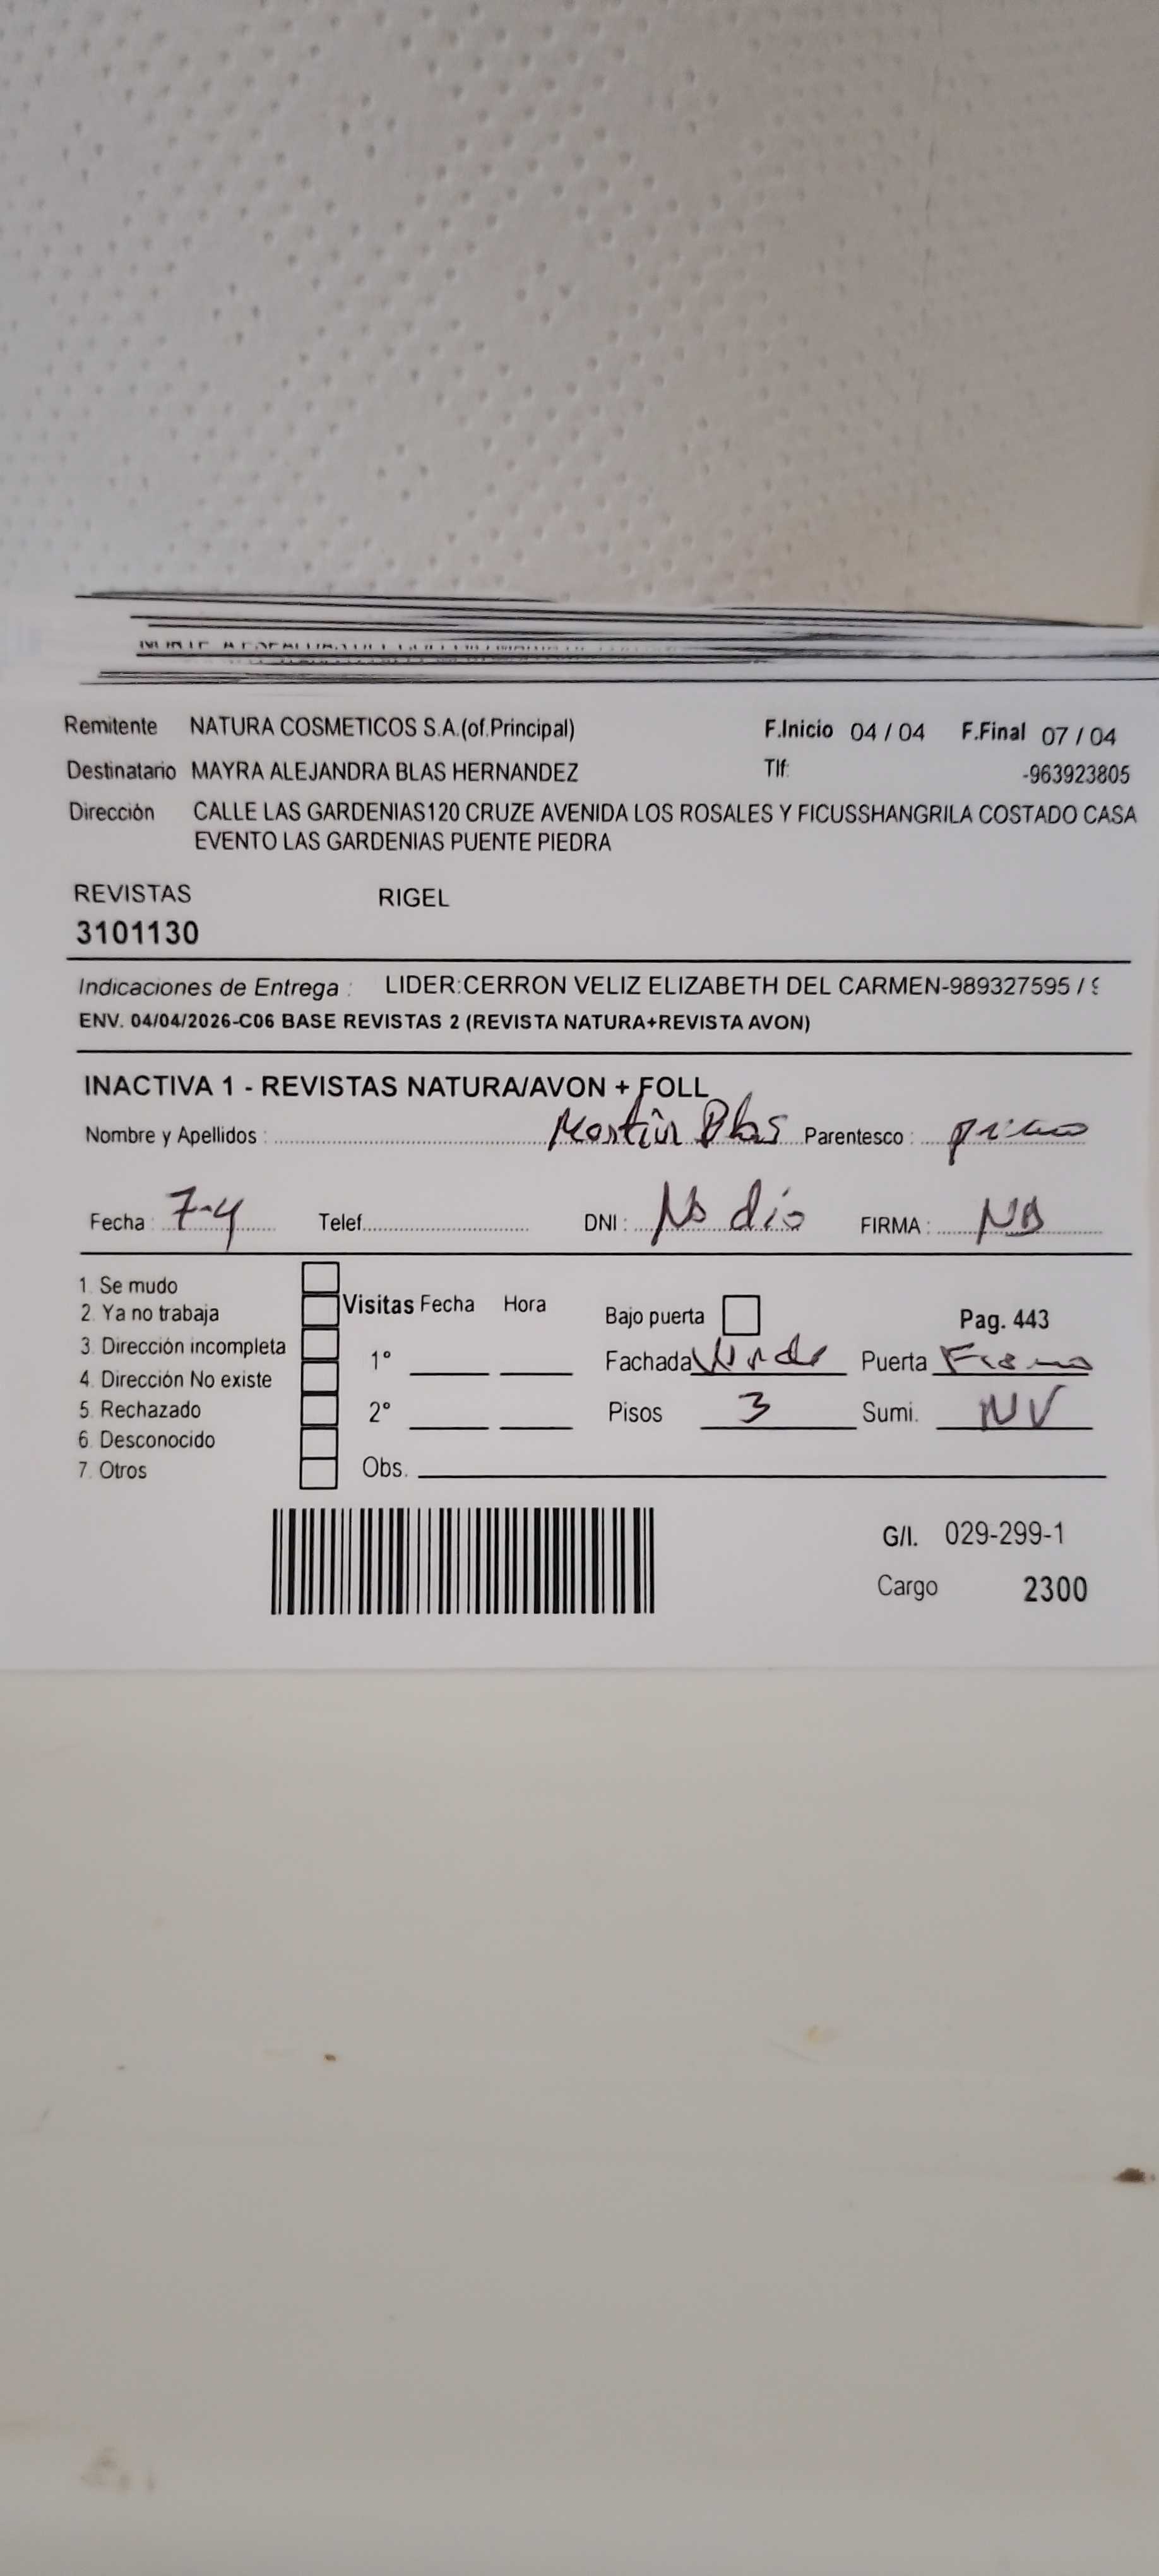 Remitente NATURA COSMETICOS S.A.(of.Principal) F.Inicio 04 / 04 F.Final 07 / 04
Destinatario MAYRA ALEJANDRA BLAS HERNANDEZ Tlf: -963923805
Dirección CALLE LAS GARDENIAS120 CRUZE AVENIDA LOS ROSALES Y FICUSSHANGRILA COSTADO CASA
EVENTO LAS GARDENIAS PUENTE PIEDRA
REVISTAS RIGEL
3101130
Indicaciones de Entrega : LIDER:CERRON VELIZ ELIZABETH DEL CARMEN-989327595 /
ENV. 04/04/2026-C06 BASE REVISTAS 2 (REVISTA NATURA+REVISTA AVON)
INACTIVA 1 - REVISTAS NATURA/AVON + FOLL
Nombre y Apellidos : Martín Blas Parentesco : primo
Fecha : 7-4 Telef. DNI : No dio FIRMA :
1. Se mudo
2. Ya no trabaja
3. Dirección incompleta
4. Dirección No existe
5. Rechazado
6. Desconocido
7. Otros
Visitas Fecha Hora
1°
2°
Obs.
Bajo puerta Pag. 443
Fachada Verde Puerta Fierro
Pisos 3 Sumi. NV
G/I. 029-299-1
Cargo 2300